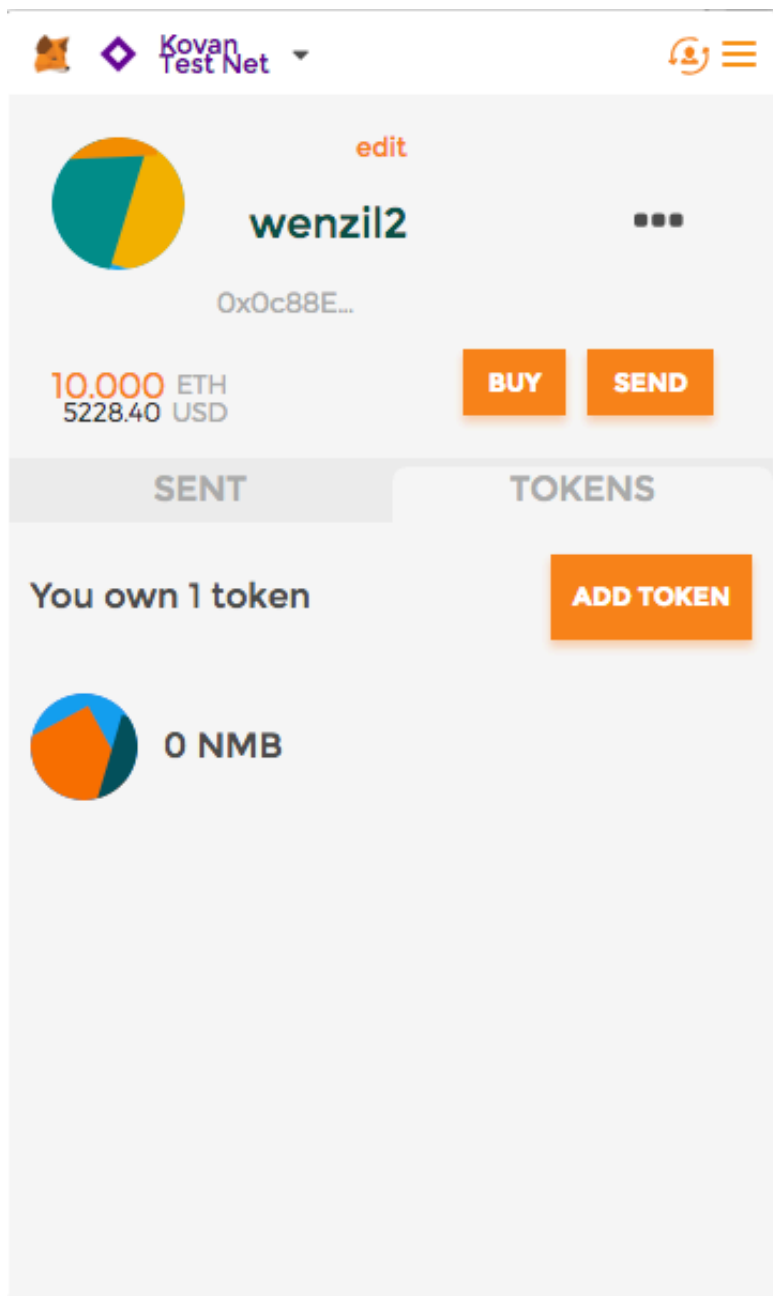 Kovan
Test Net
edit
wenzil2
0x0c88E...
10.000 ETH
5228.40 USD
BUY
SEND
SENT
TOKENS
You own 1 token
ADD TOKEN
0 NMB